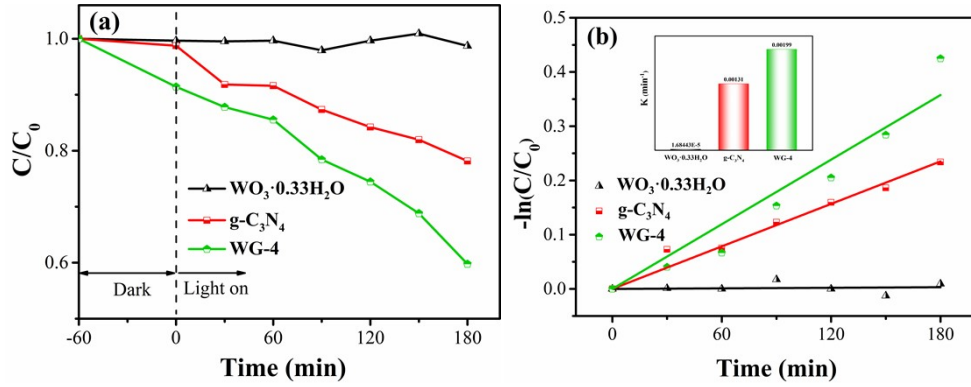 (a)
C/C₀
1.0
0.8
0.6
WO₃·0.33H₂O
g-C₃N₄
WG-4
Dark
Light on
-60
0
60
120
180
Time (min)
(b)
-ln(C/C₀)
0.5
0.4
0.3
0.2
0.1
0.0
K (min⁻¹)
1.68443E-5
0.00131
0.00199
WO₃·0.33H₂O
g-C₃N₄
WG-4
WO₃·0.33H₂O
g-C₃N₄
WG-4
0
60
120
180
Time (min)